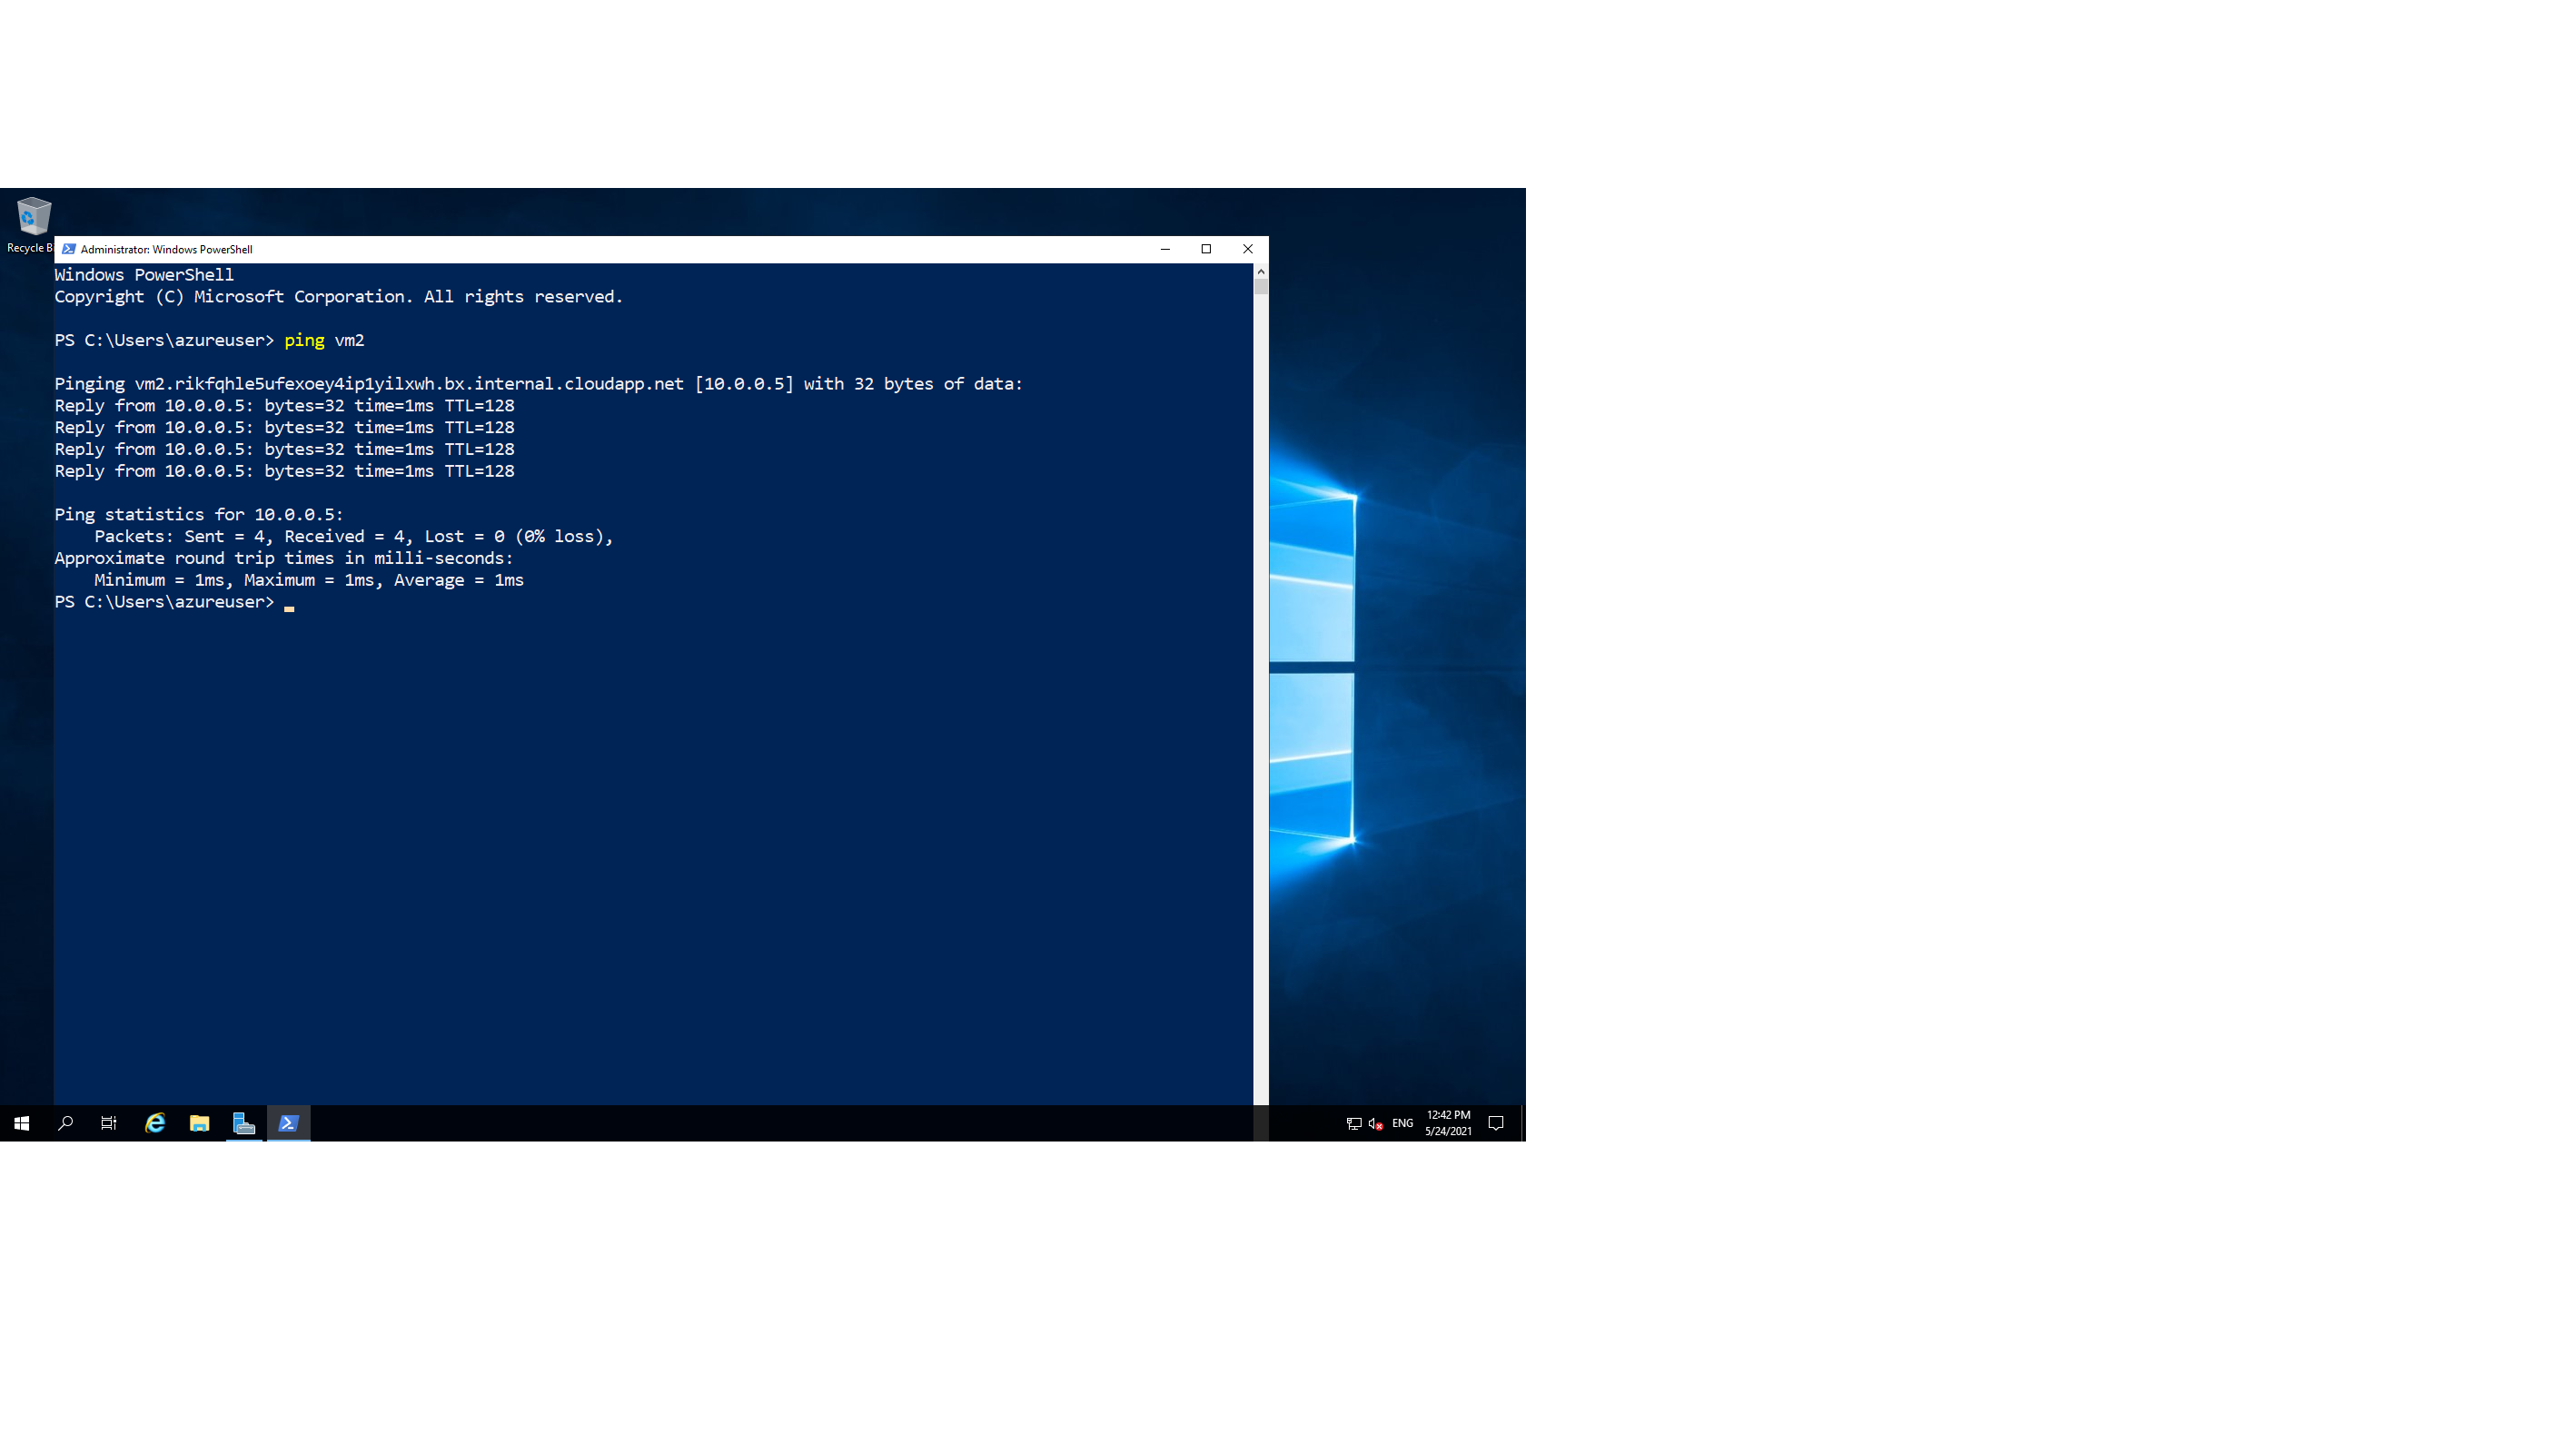 Recycle B
Administrator: Windows PowerShell
Windows PowerShell
Copyright (C) Microsoft Corporation. All rights reserved.
PS C:\Users\azureuser> ping vm2
Pinging vm2.rikfqhle5ufexoey4ip1yilxwh.bx.internal.cloudapp.net [10.0.0.5] with 32 bytes of data:
Reply from 10.0.0.5: bytes=32 time=1ms TTL=128
Reply from 10.0.0.5: bytes=32 time=1ms TTL=128
Reply from 10.0.0.5: bytes=32 time=1ms TTL=128
Reply from 10.0.0.5: bytes=32 time=1ms TTL=128
Ping statistics for 10.0.0.5:
Packets: Sent = 4, Received = 4, Lost = 0 (0% loss),
Approximate round trip times in milli-seconds:
Minimum = 1ms, Maximum = 1ms, Average = 1ms
PS C:\Users\azureuser>
ENG
12:42 PM
5/24/2021